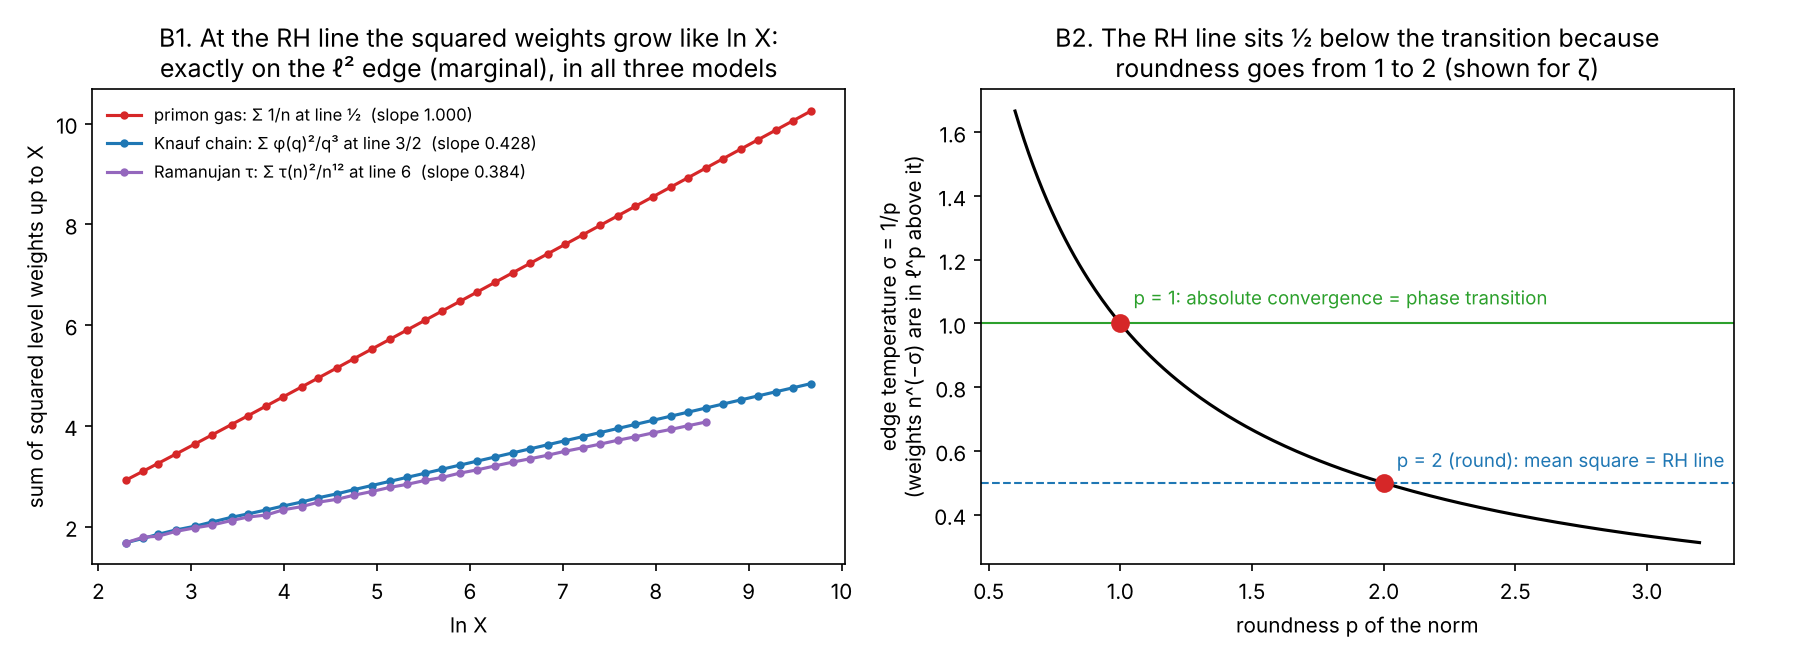 B1. At the RH line the squared weights grow like ln X:
exactly on the ℓ² edge (marginal), in all three models
primon gas: Σ 1/n at line ½  (slope 1.000)
Knauf chain: Σ φ(q)²/q³ at line 3/2  (slope 0.428)
Ramanujan τ: Σ τ(n)²/n¹² at line 6  (slope 0.384)
sum of squared level weights up to X
10
8
6
4
2
2 3 4 5 6 7 8 9 10
ln X
B2. The RH line sits ½ below the transition because
roundness goes from 1 to 2 (shown for ζ)
edge temperature σ = 1/p
(weights n^(−σ) are in ℓ^p above it)
1.6
1.4
1.2
1.0
0.8
0.6
0.4
p = 1: absolute convergence = phase transition
p = 2 (round): mean square = RH line
0.5 1.0 1.5 2.0 2.5 3.0
roundness p of the norm